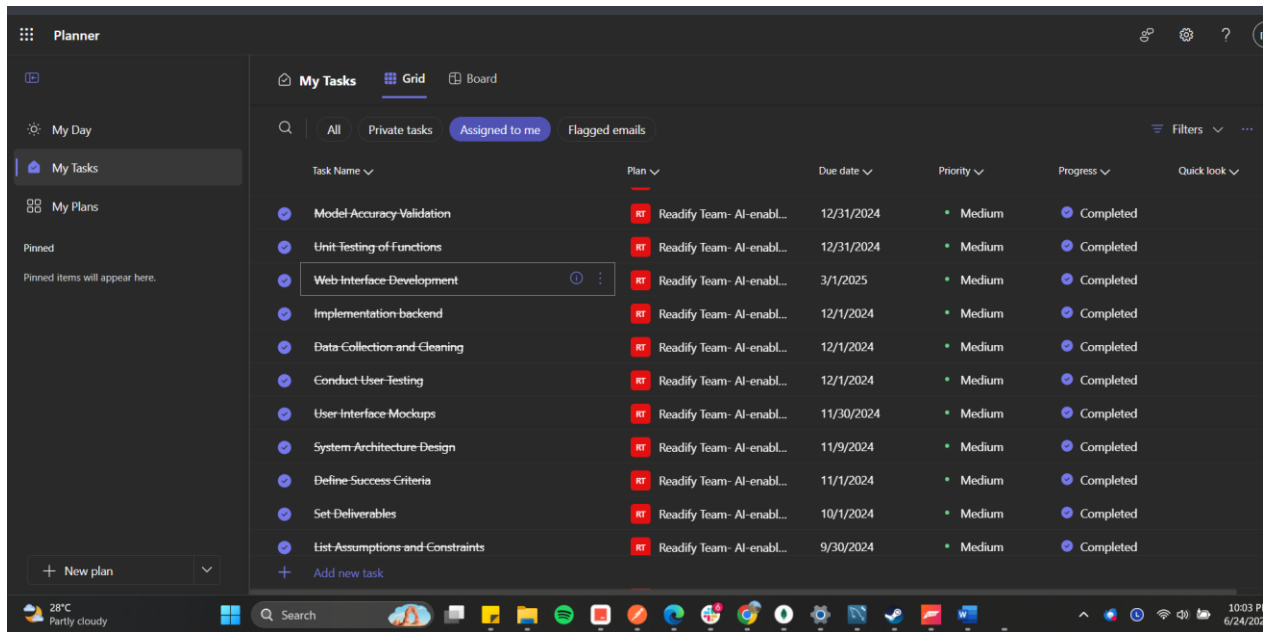 Planner
My Tasks
Grid
Board
My Day
All
Private tasks
Assigned to me
Flagged emails
Filters
My Tasks
Task Name
Plan
Due date
Priority
Progress
Quick look
My Plans
Model Accuracy Validation RT Readify Team- AI-enabl... 12/31/2024 Medium Completed
Pinned
Unit Testing of Functions RT Readify Team- AI-enabl... 12/31/2024 Medium Completed
Pinned items will appear here.
Web Interface Development RT Readify Team- AI-enabl... 3/1/2025 Medium Completed
Implementation backend RT Readify Team- AI-enabl... 12/1/2024 Medium Completed
Data Collection and Cleaning RT Readify Team- AI-enabl... 12/1/2024 Medium Completed
Conduct User Testing RT Readify Team- AI-enabl... 12/1/2024 Medium Completed
User Interface Mockups RT Readify Team- AI-enabl... 11/30/2024 Medium Completed
System Architecture Design RT Readify Team- AI-enabl... 11/9/2024 Medium Completed
Define Success Criteria RT Readify Team- AI-enabl... 11/1/2024 Medium Completed
Set Deliverables RT Readify Team- AI-enabl... 10/1/2024 Medium Completed
List Assumptions and Constraints RT Readify Team- AI-enabl... 9/30/2024 Medium Completed
+ New plan
+ Add new task
28°C
Partly cloudy
Search
10:03
6/24/202